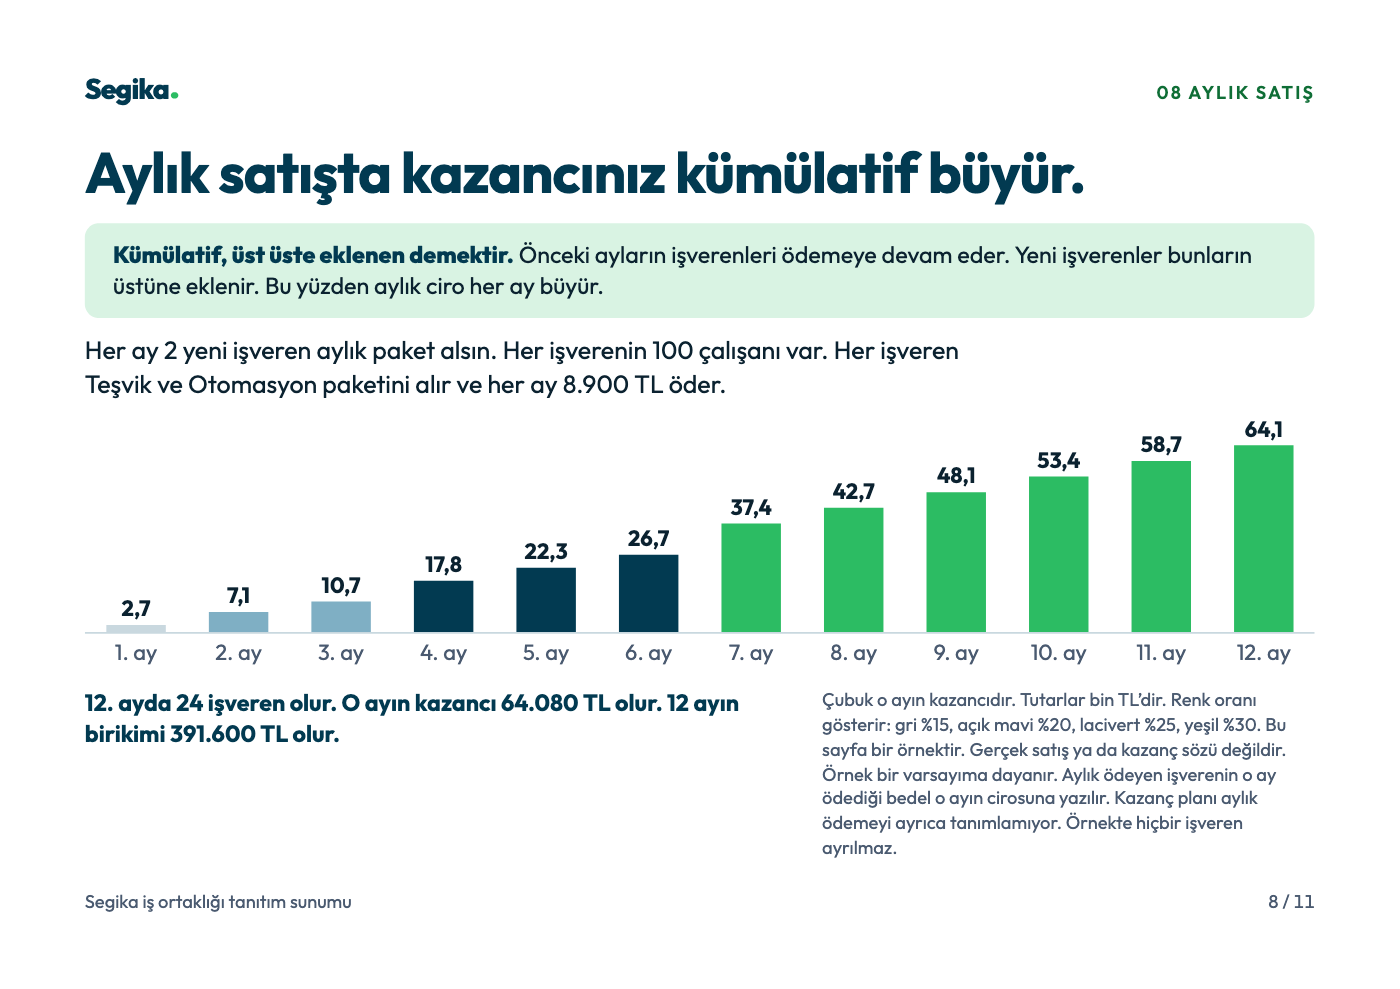 Segika.
08 AYLIK SATIŞ
Aylık satışta kazancınız kümülatif büyür.
Kümülatif, üst üste eklenen demektir. Önceki ayların işverenleri ödemeye devam eder. Yeni işverenler bunların
üstüne eklenir. Bu yüzden aylık ciro her ay büyür.
Her ay 2 yeni işveren aylık paket alsın. Her işverenin 100 çalışanı var. Her işveren
Teşvik ve Otomasyon paketini alır ve her ay 8.900 TL öder.
2,7 7,1 10,7 17,8 22,3 26,7 37,4 42,7 48,1 53,4 58,7 64,1
1. ay 2. ay 3. ay 4. ay 5. ay 6. ay 7. ay 8. ay 9. ay 10. ay 11. ay 12. ay
12. ayda 24 işveren olur. O ayın kazancı 64.080 TL olur. 12 ayın
birikimi 391.600 TL olur.
Çubuk o ayın kazancıdır. Tutarlar bin TL’dir. Renk oranı
gösterir: gri %15, açık mavi %20, lacivert %25, yeşil %30. Bu
sayfa bir örnektir. Gerçek satış ya da kazanç sözü değildir.
Örnek bir varsayıma dayanır. Aylık ödeyen işverenin o ay
ödediği bedel o ayın cirosuna yazılır. Kazanç planı aylık
ödemeyi ayrıca tanımlamıyor. Örnekte hiçbir işveren
ayrılmaz.
Segika iş ortaklığı tanıtım sunumu
8 / 11